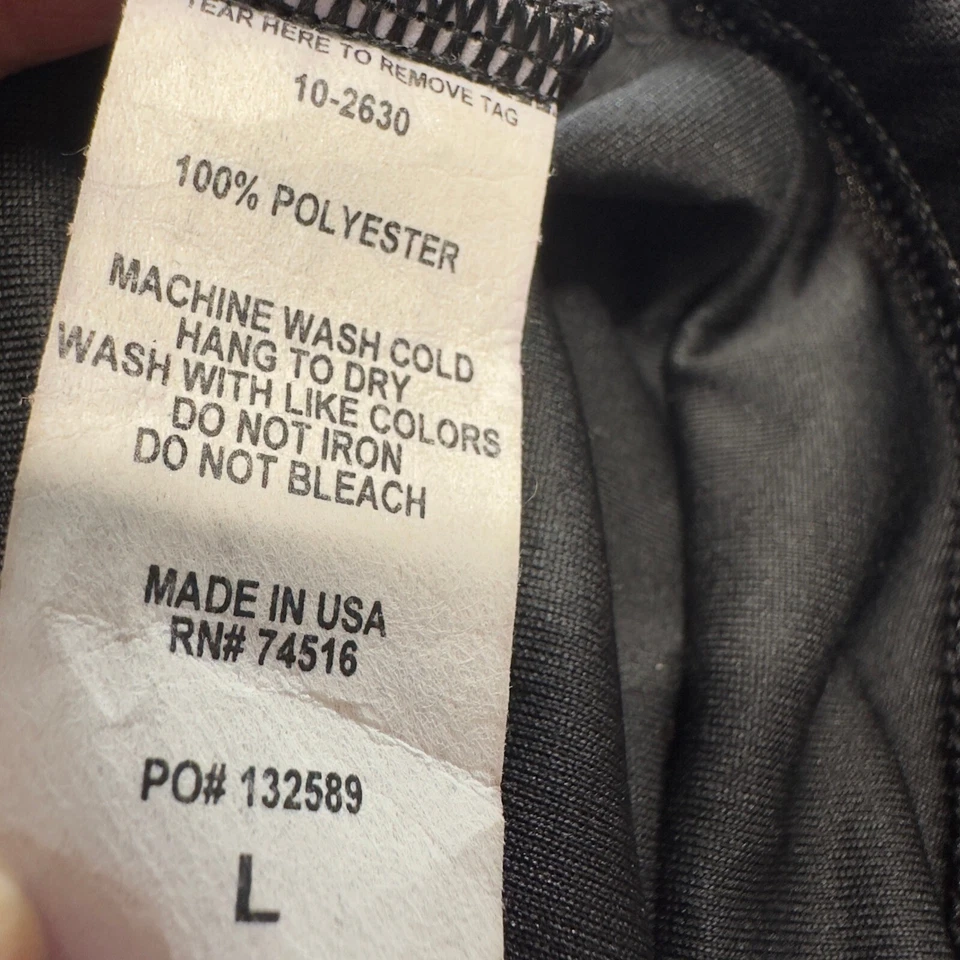 TEAR HERE TO REMOVE TAG
10-2630
100% POLYESTER
MACHINE WASH COLD
HANG TO DRY
WASH WITH LIKE COLORS
DO NOT IRON
DO NOT BLEACH
MADE IN USA
RN# 74516
PO# 132589
L